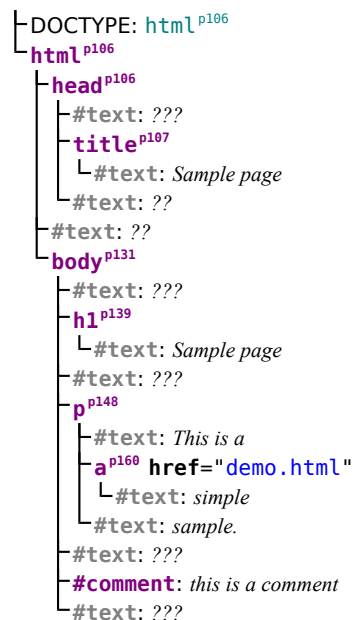 DOCTYPE: html p106
html p106
head p106
#text: ???
title p107
#text: Sample page
#text: ??
#text: ??
body p131
#text: ???
h1 p139
#text: Sample page
#text: ???
p p148
#text: This is a
a p160 href="demo.html"
#text: simple
#text: sample.
#text: ???
#comment: this is a comment
#text: ???